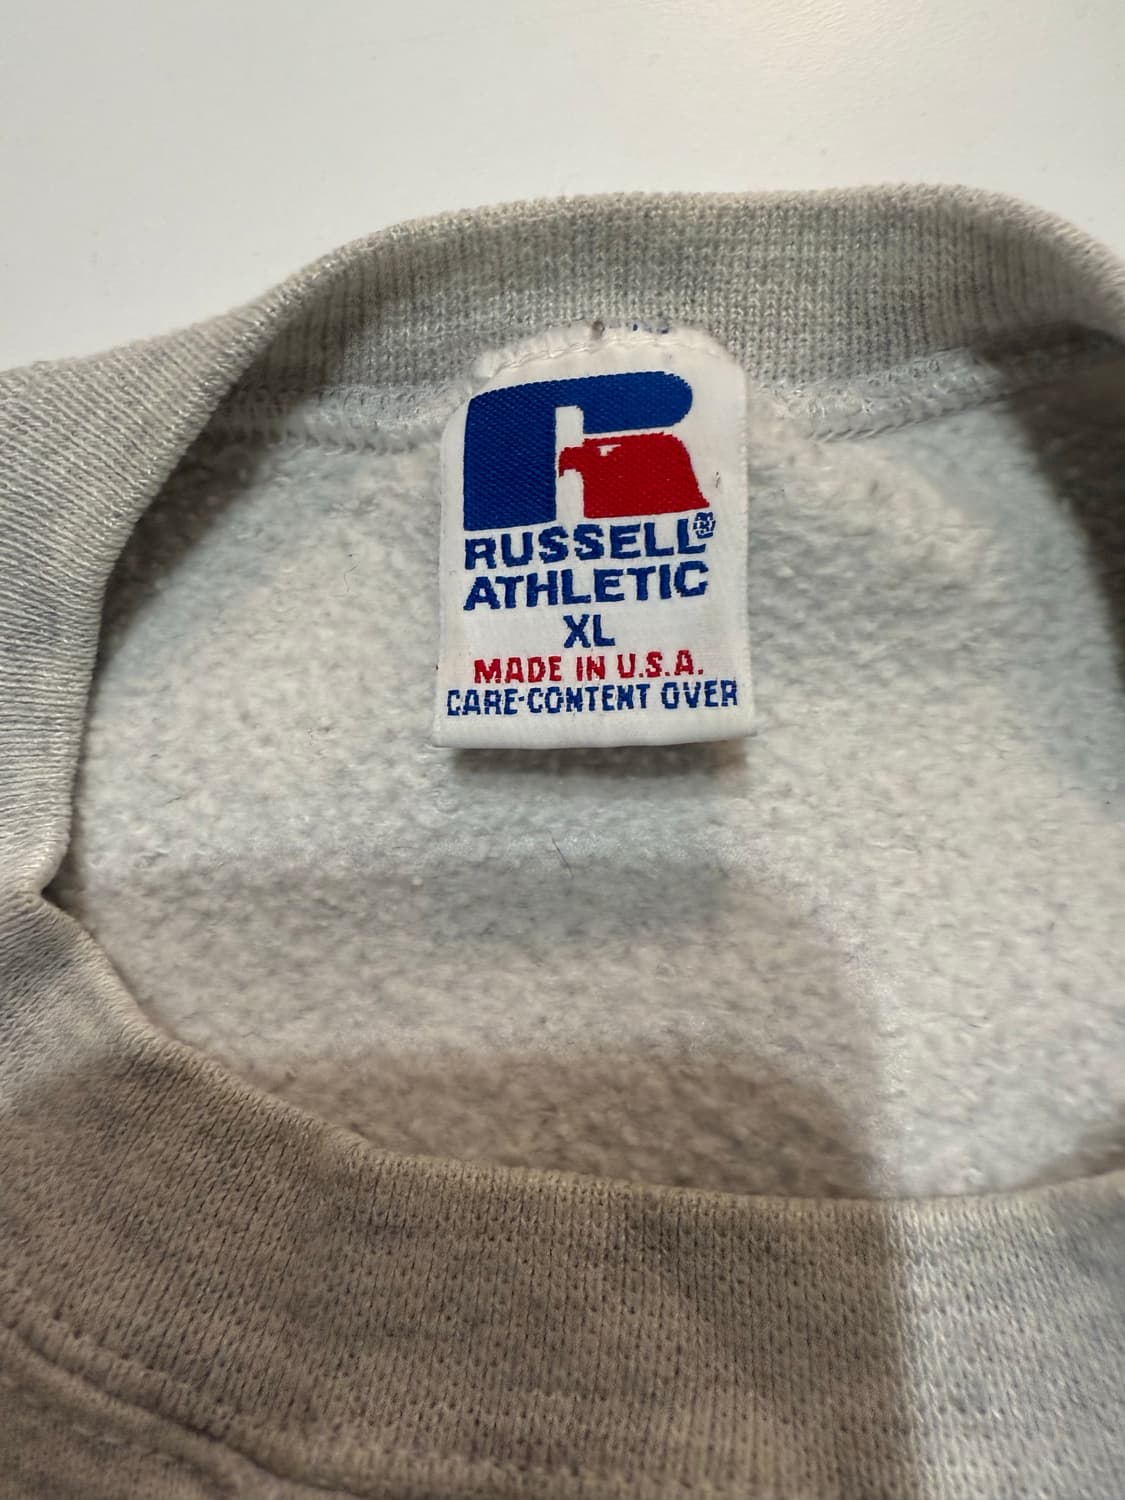 RUSSELL®
ATHLETIC
XL
MADE IN U.S.A.
CARE-CONTENT OVER